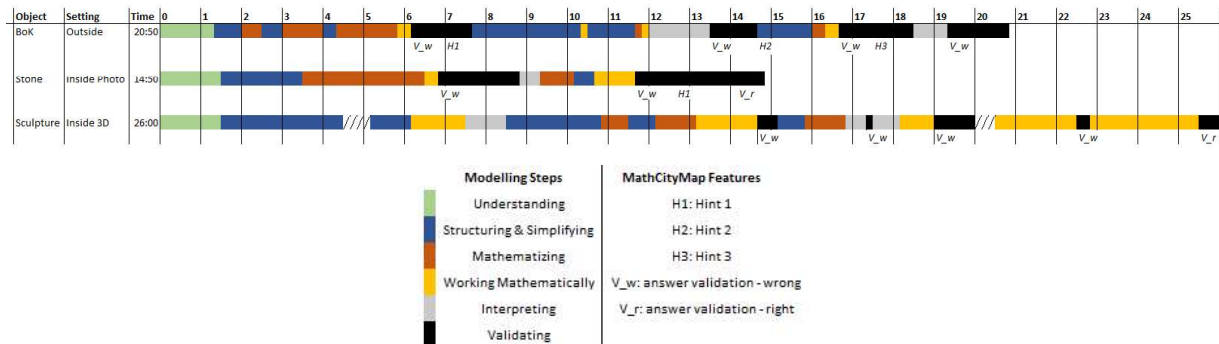 Object Setting Time 0 1 2 3 4 5 6 7 8 9 10 11 12 13 14 15 16 17 18 19 20 21 22 23 24 25
BoK Outside 20:50
V_w H1 V_w H2 V_w H3 V_w
Stone Inside Photo 14:50
V_w V_w H1 V_r
Sculpture Inside 3D 26:00
V_w V_w V_w V_w V_r
Modelling Steps MathCityMap Features
Understanding H1: Hint 1
Structuring & Simplifying H2: Hint 2
Mathematizing H3: Hint 3
Working Mathematically V_w: answer validation - wrong
Interpreting V_r: answer validation - right
Validating